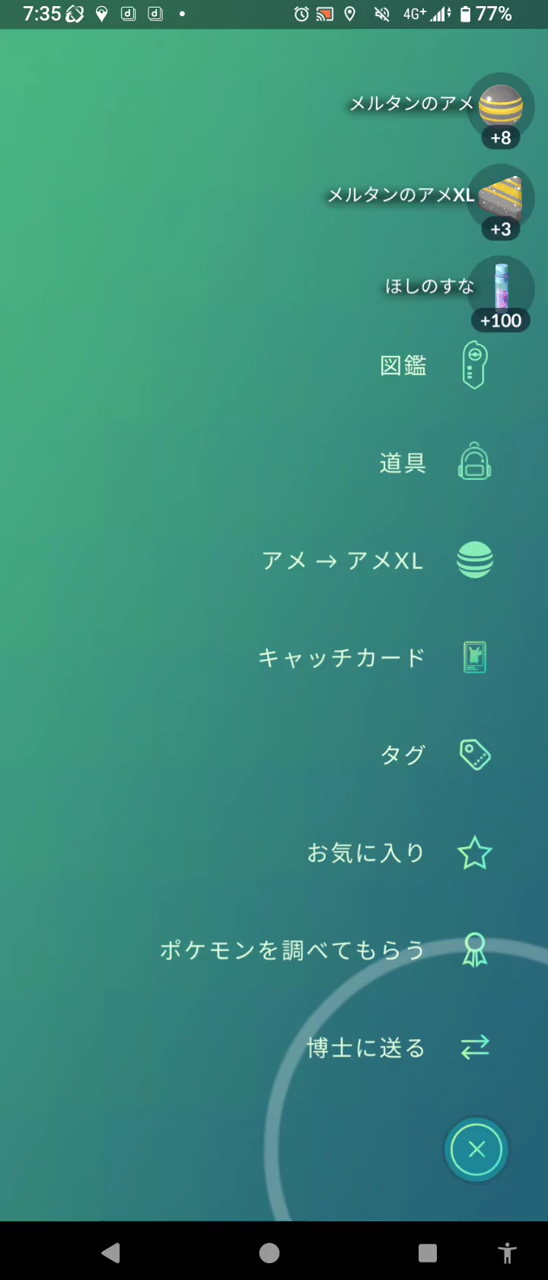 7:35 4G+ 77%
メルタンのアメ
+8
メルタンのアメXL
+3
ほしのすな
+100
図鑑
道具
アメ → アメXL
キャッチカード
タグ
お気に入り
ポケモンを調べてもらう
博士に送る